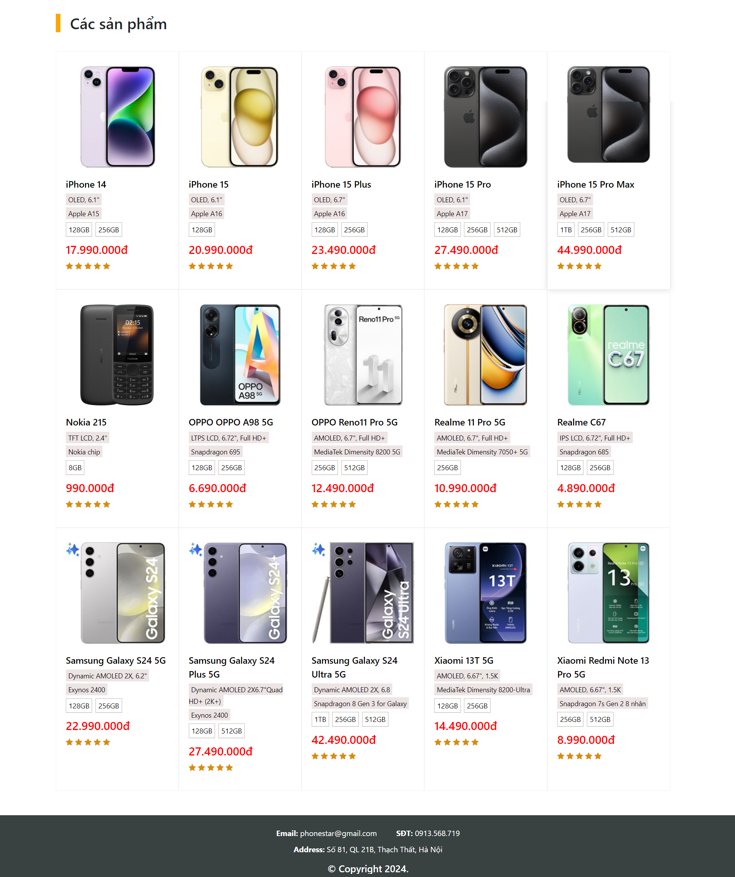 Các sản phẩm
iPhone 14
OLED, 6.1"
Apple A15
128GB 256GB
17.990.000đ
iPhone 15
OLED, 6.1"
Apple A16
128GB
20.990.000đ
iPhone 15 Plus
OLED, 6.7"
Apple A16
128GB 256GB
23.490.000đ
iPhone 15 Pro
OLED, 6.1"
Apple A17
128GB 256GB 512GB
27.490.000đ
iPhone 15 Pro Max
OLED, 6.7"
Apple A17
1TB 256GB 512GB
44.990.000đ
02:15
Nokia 215
TFT LCD, 2.4"
Nokia chip
8GB
990.000đ
OPPO
A98 5G
OPPO OPPO A98 5G
LTPS LCD, 6.72", Full HD+
Snapdragon 695
128GB 256GB
6.690.000đ
Reno11 Pro 5G
11
OPPO Reno11 Pro 5G
AMOLED, 6.7", Full HD+
MediaTek Dimensity 8200 5G
256GB 512GB
12.490.000đ
Realme 11 Pro 5G
AMOLED, 6.7", Full HD+
MediaTek Dimensity 7050+ 5G
256GB
10.990.000đ
realme
C67
Realme C67
IPS LCD, 6.72", Full HD+
Snapdragon 685
128GB 256GB
4.890.000đ
Galaxy S24
Samsung Galaxy S24 5G
Dynamic AMOLED 2X, 6.2"
Exynos 2400
128GB 256GB
22.990.000đ
Galaxy S24+
Samsung Galaxy S24
Plus 5G
Dynamic AMOLED 2X6.7"Quad
HD+ (2K+)
Exynos 2400
128GB 512GB
27.490.000đ
Galaxy
S24 Ultra
Samsung Galaxy S24
Ultra 5G
Dynamic AMOLED 2X, 6.8
Snapdragon 8 Gen 3 for Galaxy
1TB 256GB 512GB
42.490.000đ
XIAOMI 13T
13T
Xiaomi 13T 5G
AMOLED, 6.67", 1.5K
MediaTek Dimensity 8200-Ultra
128GB 256GB
14.490.000đ
13
Xiaomi Redmi Note 13
Pro 5G
AMOLED, 6.67", 1.5K
Snapdragon 7s Gen 2 8 nhân
256GB 512GB
8.990.000đ
Email: phonestar@gmail.com SĐT: 0913.568.719
Address: Số 81, QL 21B, Thạch Thất, Hà Nội
© Copyright 2024.